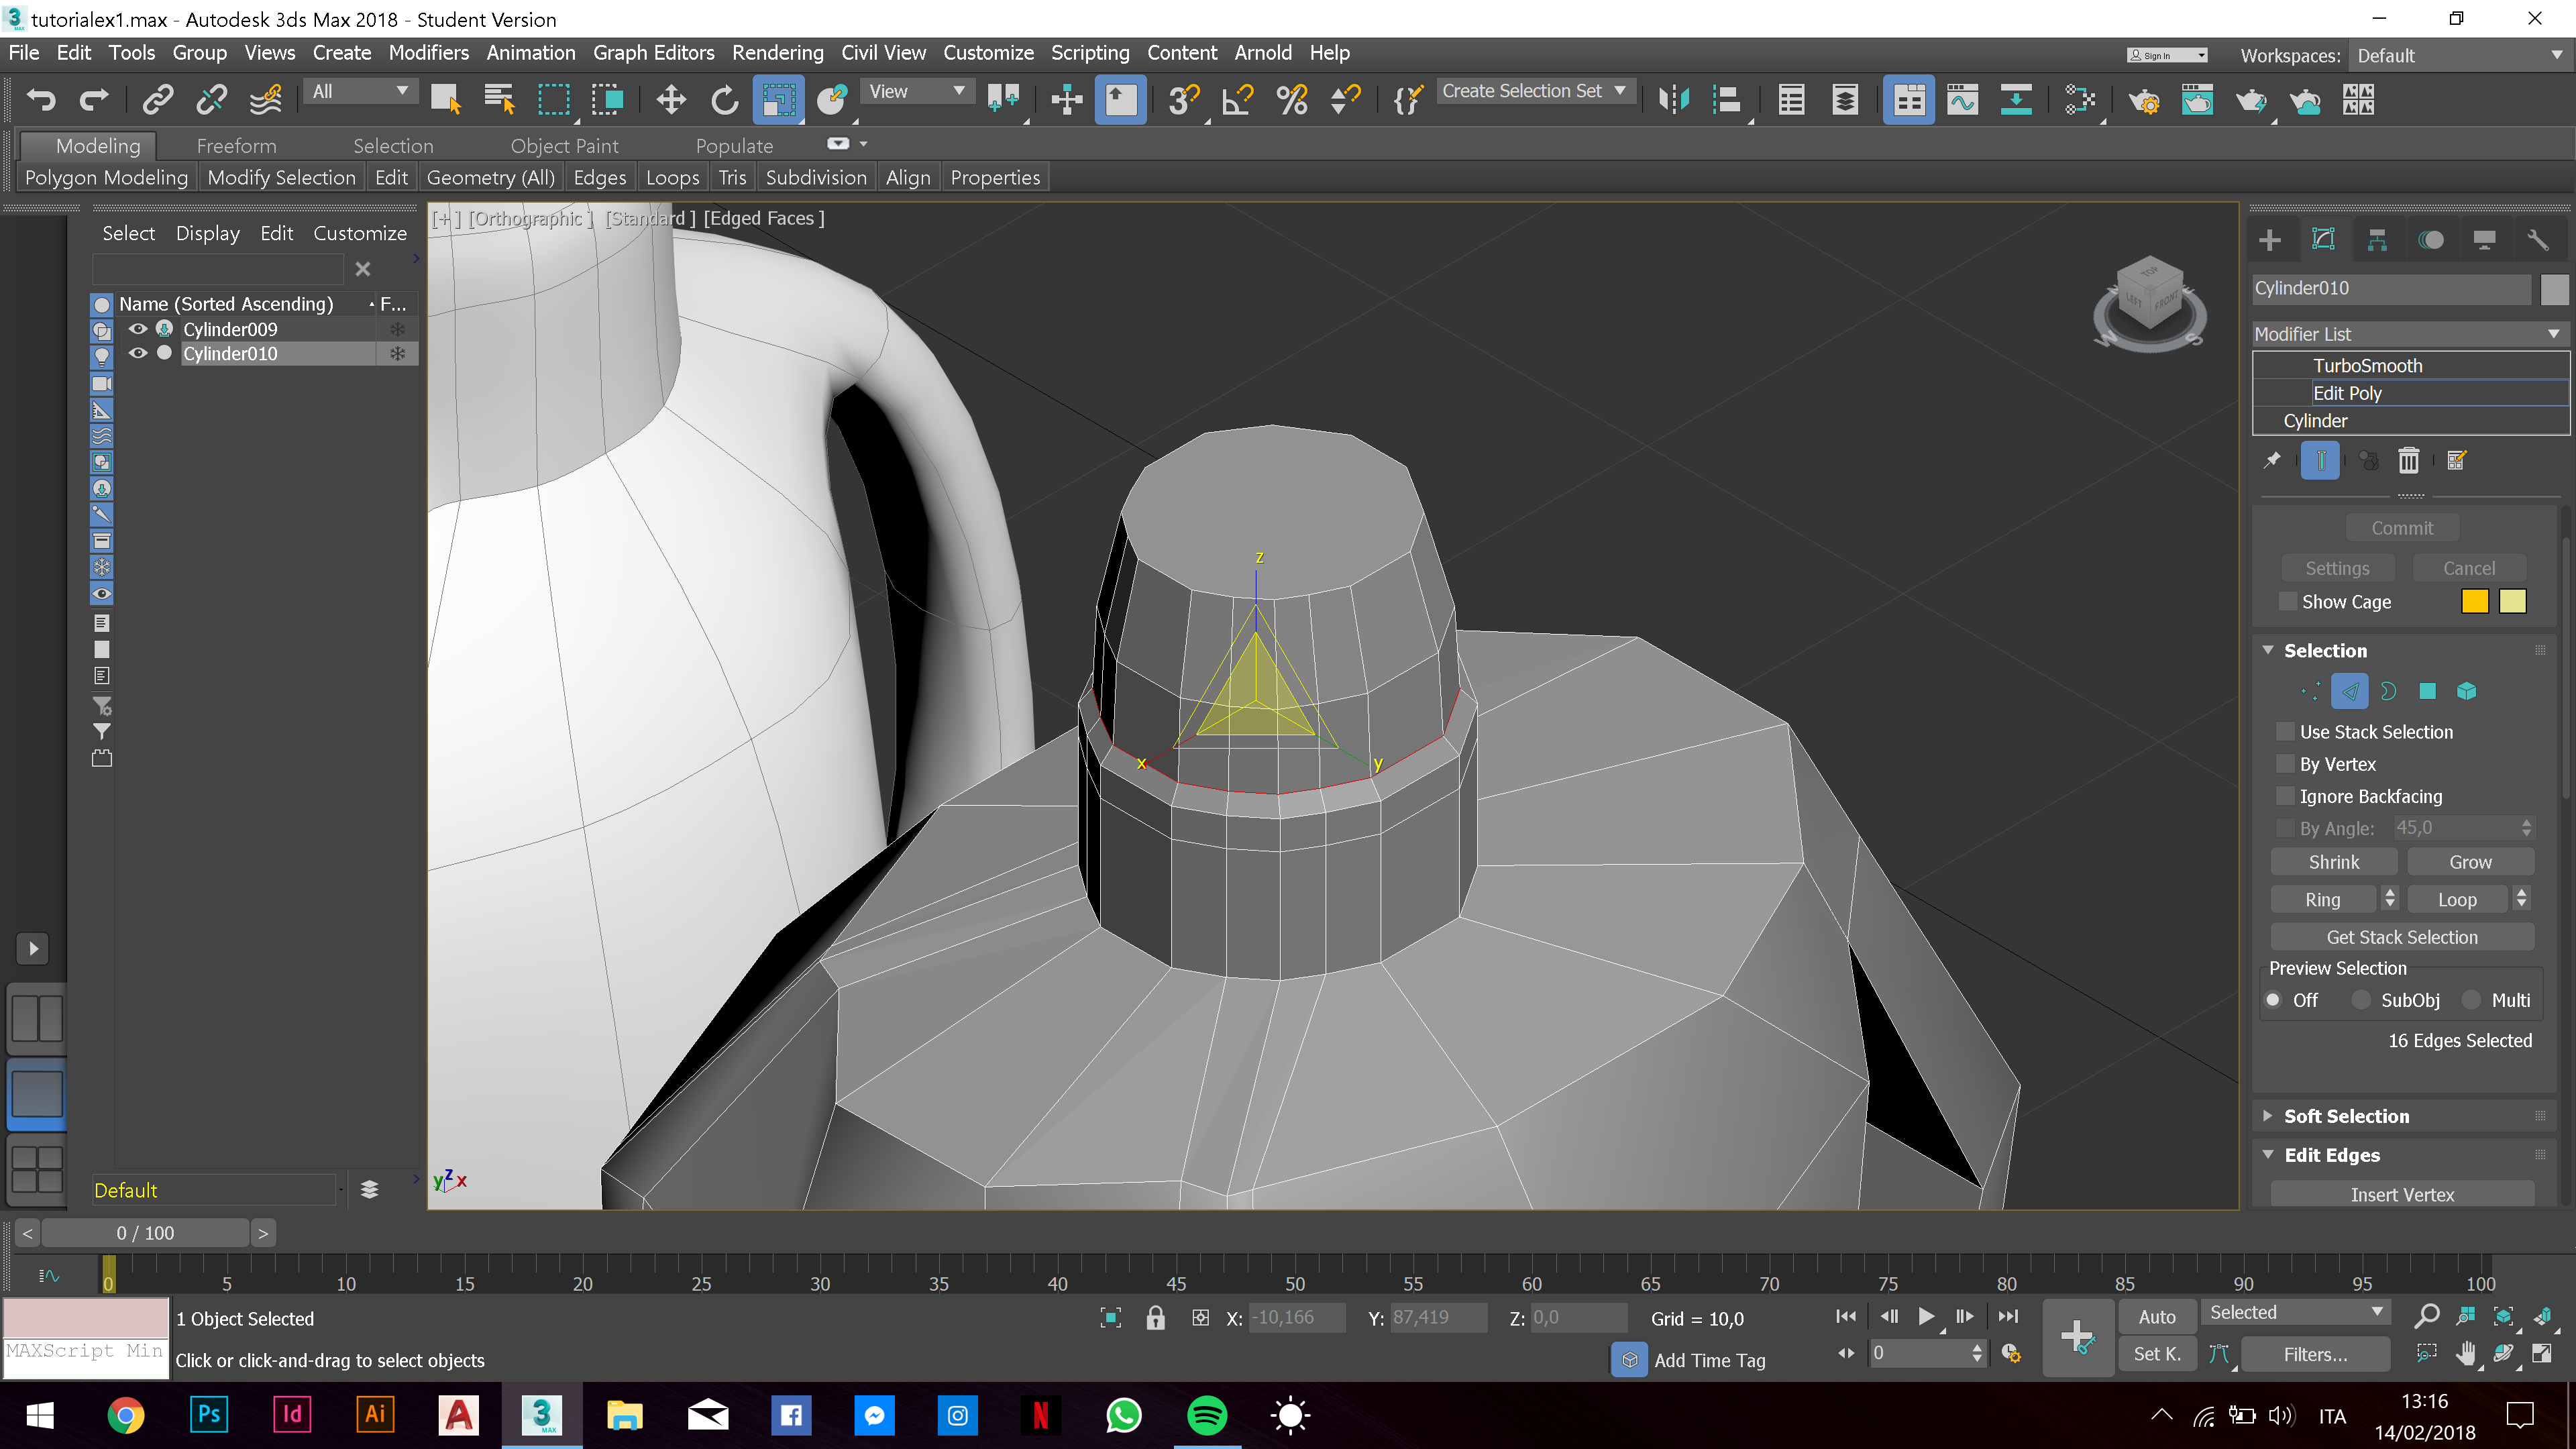 tutorialex1.max - Autodesk 3ds Max 2018 - Student Version
File Edit Tools Group Views Create Modifiers Animation Graph Editors Rendering Civil View Customize Scripting Content Arnold Help Sign In Workspaces: Default
All View Create Selection Set
Modeling Freeform Selection Object Paint Populate
Polygon Modeling Modify Selection Edit Geometry (All) Edges Loops Tris Subdivision Align Properties
Select Display Edit Customize
Name (Sorted Ascending) F...
Cylinder009
Cylinder010
Default
[+] [Orthographic] [Standard] [Edged Faces]
TOP
LEFT FRONT
W S
z
x y
y z x
Cylinder010
Modifier List
TurboSmooth
Edit Poly
Cylinder
Commit
Settings Cancel
Show Cage
Selection
Use Stack Selection
By Vertex
Ignore Backfacing
By Angle: 45,0
Shrink Grow
Ring Loop
Get Stack Selection
Preview Selection
Off SubObj Multi
16 Edges Selected
Soft Selection
Edit Edges
Insert Vertex
< 0 / 100 >
0 5 10 15 20 25 30 35 40 45 50 55 60 65 70 75 80 85 90 95 100
1 Object Selected X: -10,166 Y: 87,419 Z: 0,0 Grid = 10,0 Auto Selected
MAXScript Min
Click or click-and-drag to select objects Add Time Tag 0 Set K. Filters...
Ps Id Ai A 3 MAX f N ITA
13:16
14/02/2018